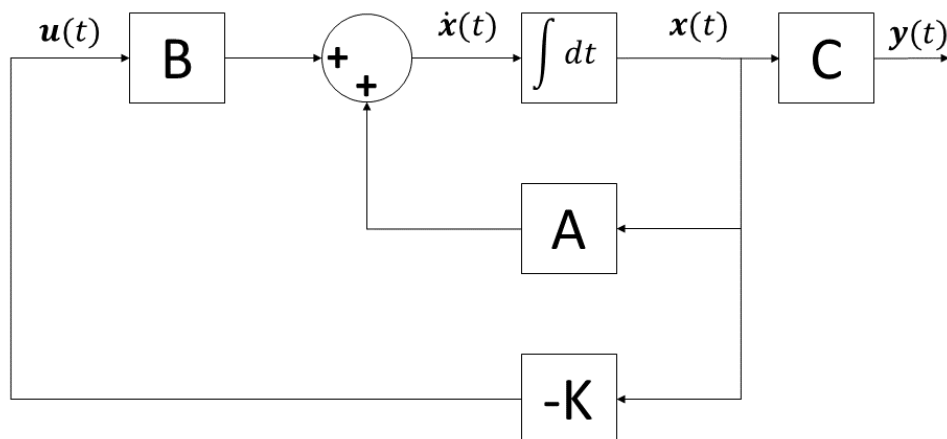 u(t)
B
+
+
ẋ(t)
∫ dt
x(t)
C
y(t)
A
-K